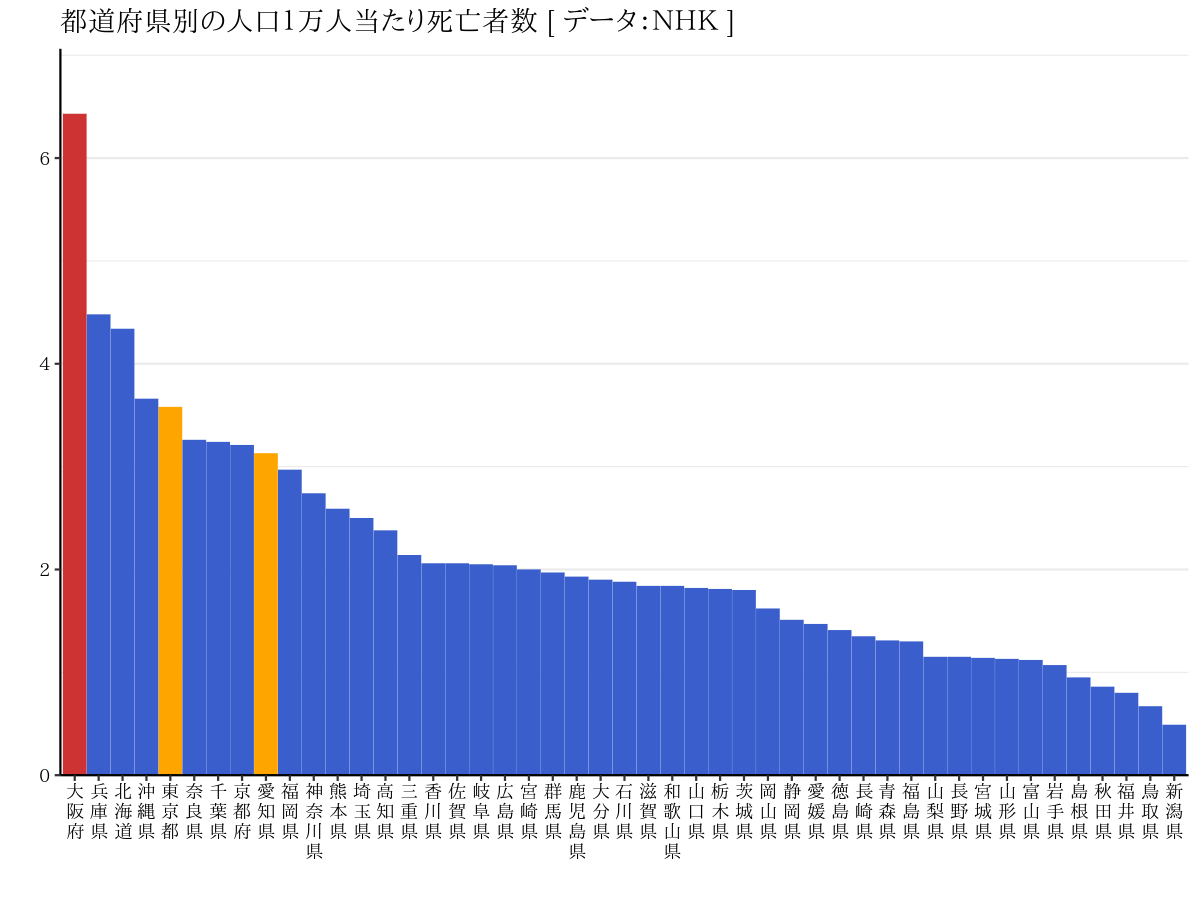 都道府県別の人口1万人当たり死亡者数 [ データ:NHK ]
6
4
2
0
大阪府
兵庫県
北海道
沖縄県
東京都
奈良県
千葉県
京都府
愛知県
福岡県
神奈川県
熊本県
埼玉県
高知県
三重県
香川県
佐賀県
岐阜県
広島県
宮崎県
群馬県
鹿児島県
大分県
石川県
滋賀県
和歌山県
山口県
栃木県
茨城県
岡山県
静岡県
愛媛県
徳島県
長崎県
青森県
福島県
山梨県
長野県
宮城県
山形県
富山県
岩手県
島根県
秋田県
福井県
鳥取県
新潟県